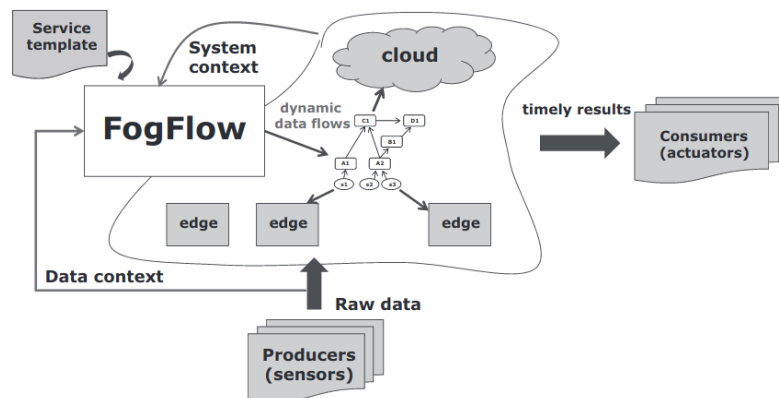 Service
template
System
context
cloud
FogFlow
dynamic
data flows
C1
D1
B1
A1
A2
s1
s2
s3
timely results
Consumers
(actuators)
edge
edge
edge
Data context
Raw data
Producers
(sensors)